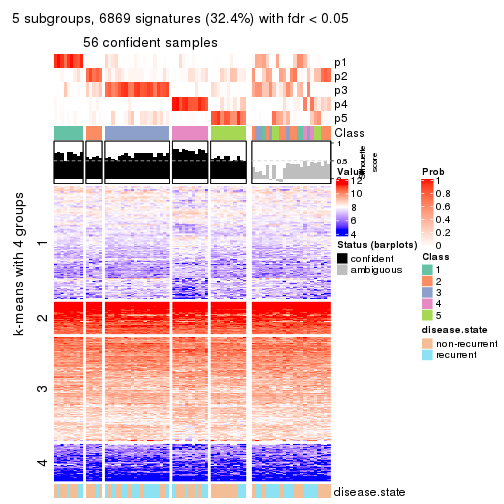 5 subgroups, 6869 signatures (32.4%) with fdr < 0.05
56 confident samples
p1
p2
p3
p4
p5
Class
1
0.5
0
silhouette
score
k-means with 4 groups
1
2
3
4
disease.state
Value
12
10
8
6
4
Status (barplots)
confident
ambiguous
Prob
1
0.8
0.6
0.4
0.2
0
Class
1
2
3
4
5
disease.state
non-recurrent
recurrent